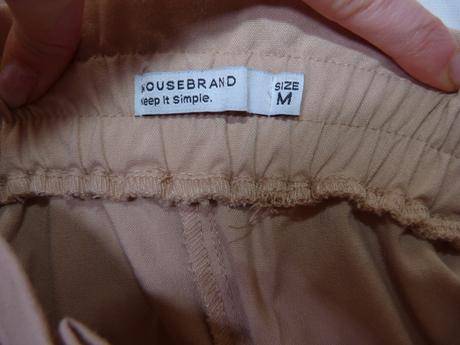 HOUSEBRAND
Keep It Simple.
SIZE
M